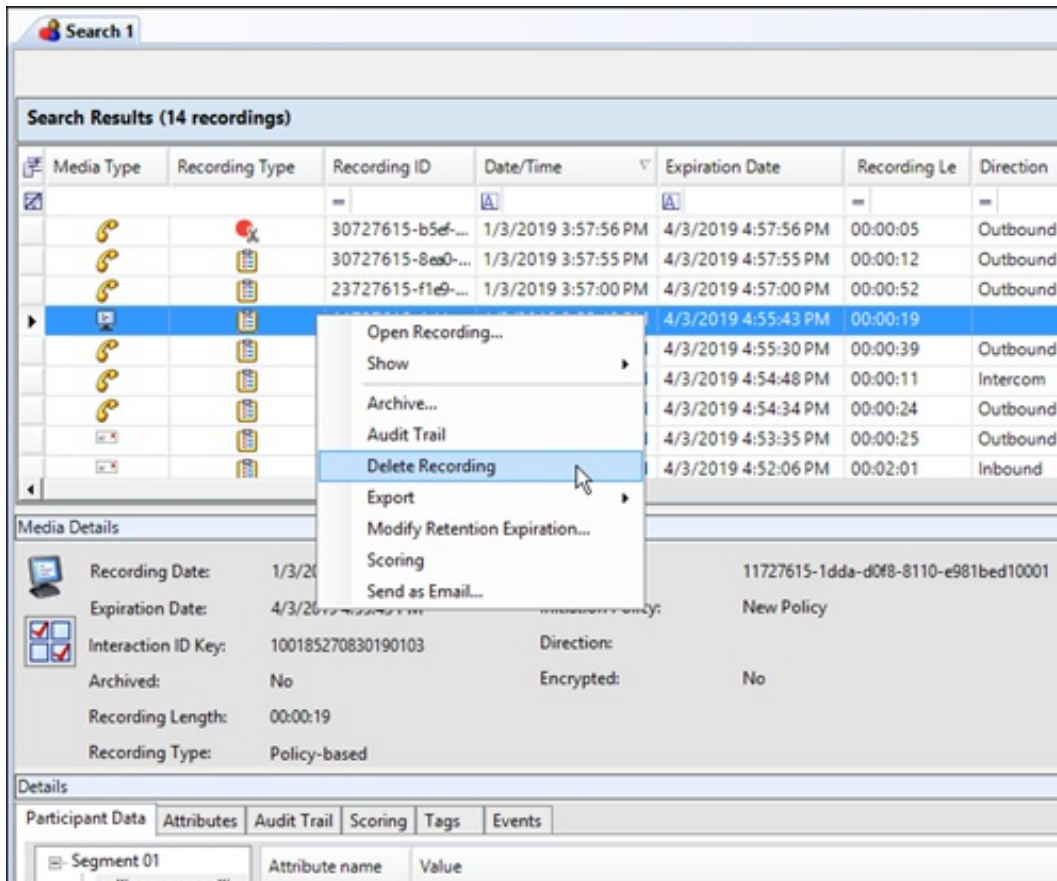 Search 1
Search Results (14 recordings)
Media Type Recording Type Recording ID Date/Time Expiration Date Recording Le Direction
= A A = =
30727615-b5ef-... 1/3/2019 3:57:56 PM 4/3/2019 4:57:56 PM 00:00:05 Outbound
30727615-8ea0-... 1/3/2019 3:57:55 PM 4/3/2019 4:57:55 PM 00:00:12 Outbound
23727615-f1e9-... 1/3/2019 3:57:00 PM 4/3/2019 4:57:00 PM 00:00:52 Outbound
4/3/2019 4:55:43 PM 00:00:19
Open Recording...
4/3/2019 4:55:30 PM 00:00:39 Outbound
Show
4/3/2019 4:54:48 PM 00:00:11 Intercom
Archive...
4/3/2019 4:54:34 PM 00:00:24 Outbound
Audit Trail
4/3/2019 4:53:35 PM 00:00:25 Outbound
Delete Recording
4/3/2019 4:52:06 PM 00:02:01 Inbound
Export
Modify Retention Expiration...
Scoring
Send as Email...
Media Details
Recording Date: 1/3/20 11727615-1dda-d0f8-8110-e981bed10001
Expiration Date: New Policy
Interaction ID Key: 100185270830190103 Direction:
Archived: No Encrypted: No
Recording Length: 00:00:19
Recording Type: Policy-based
Details
Participant Data Attributes Audit Trail Scoring Tags Events
Segment 01 Attribute name Value